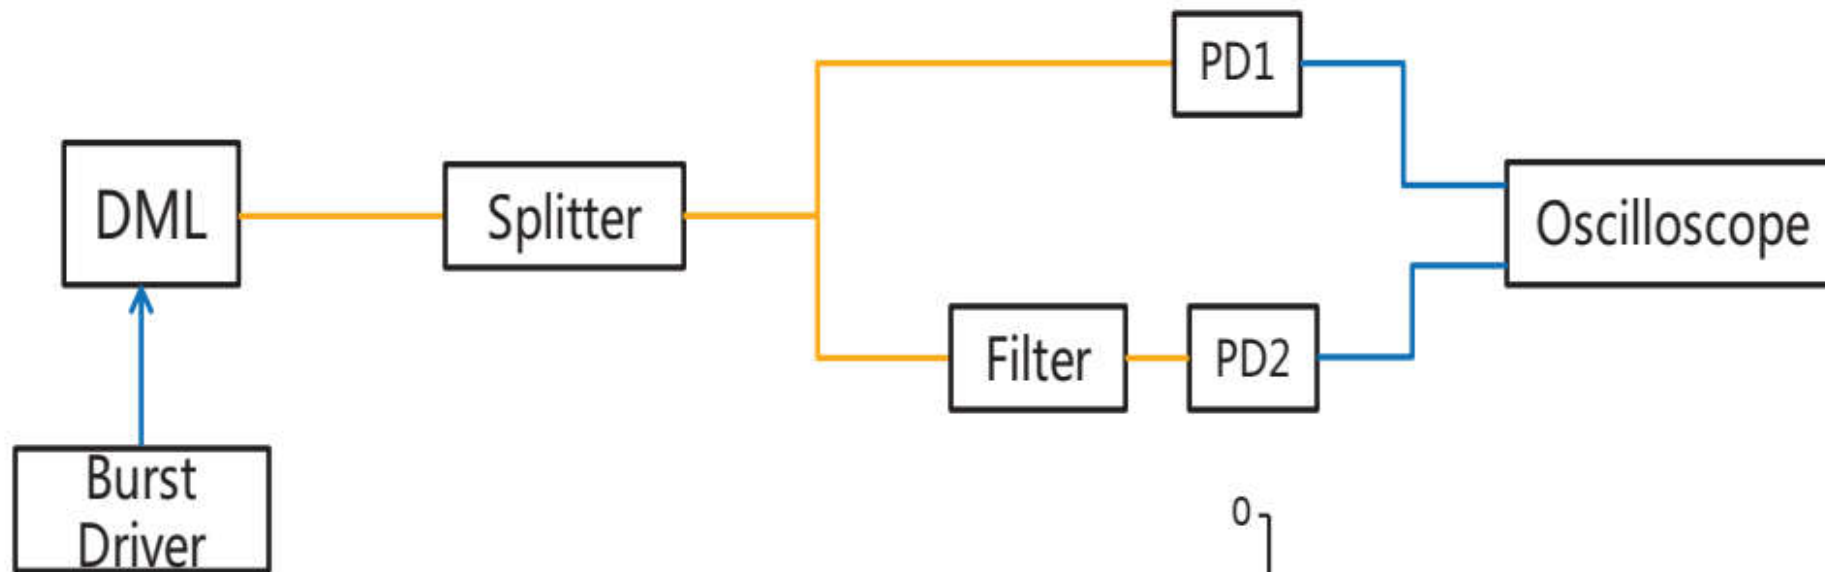 PD1
DML
Splitter
Oscilloscope
Filter
PD2
Burst
Driver
0